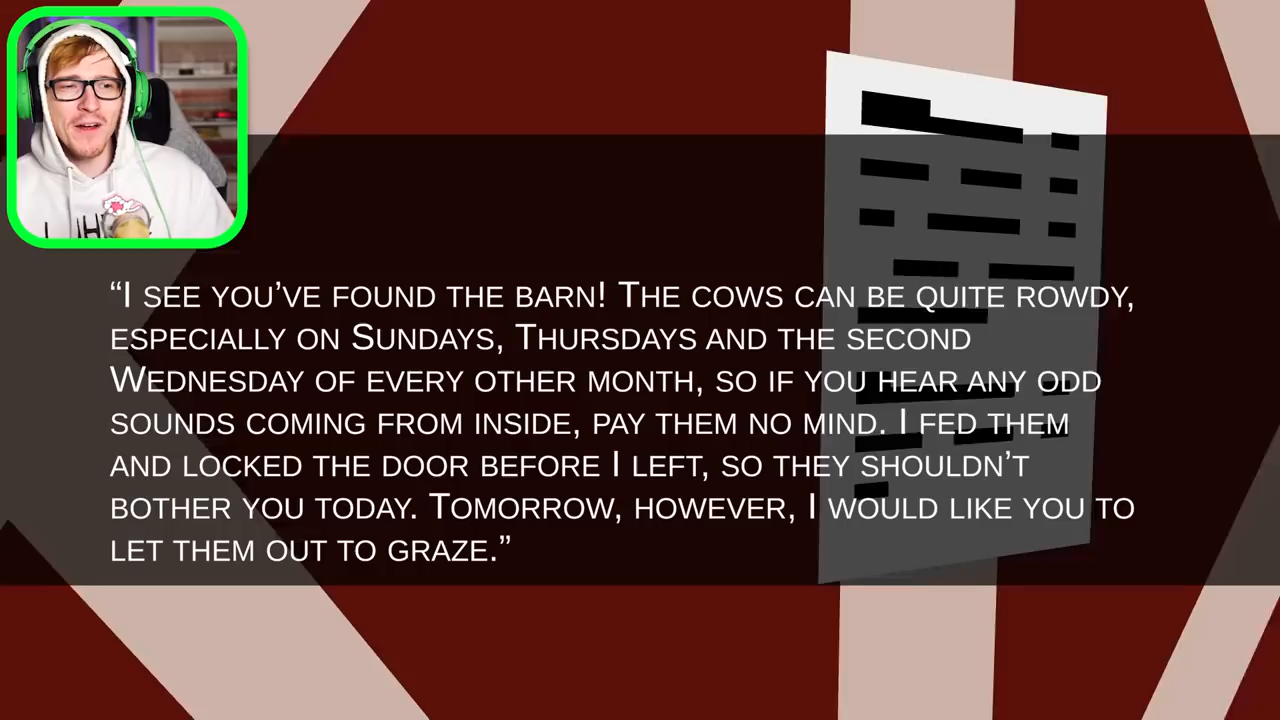 “I SEE YOU’VE FOUND THE BARN! THE COWS CAN BE QUITE ROWDY,
ESPECIALLY ON SUNDAYS, THURSDAYS AND THE SECOND
WEDNESDAY OF EVERY OTHER MONTH, SO IF YOU HEAR ANY ODD
SOUNDS COMING FROM INSIDE, PAY THEM NO MIND. I FED THEM
AND LOCKED THE DOOR BEFORE I LEFT, SO THEY SHOULDN’T
BOTHER YOU TODAY. TOMORROW, HOWEVER, I WOULD LIKE YOU TO
LET THEM OUT TO GRAZE.”